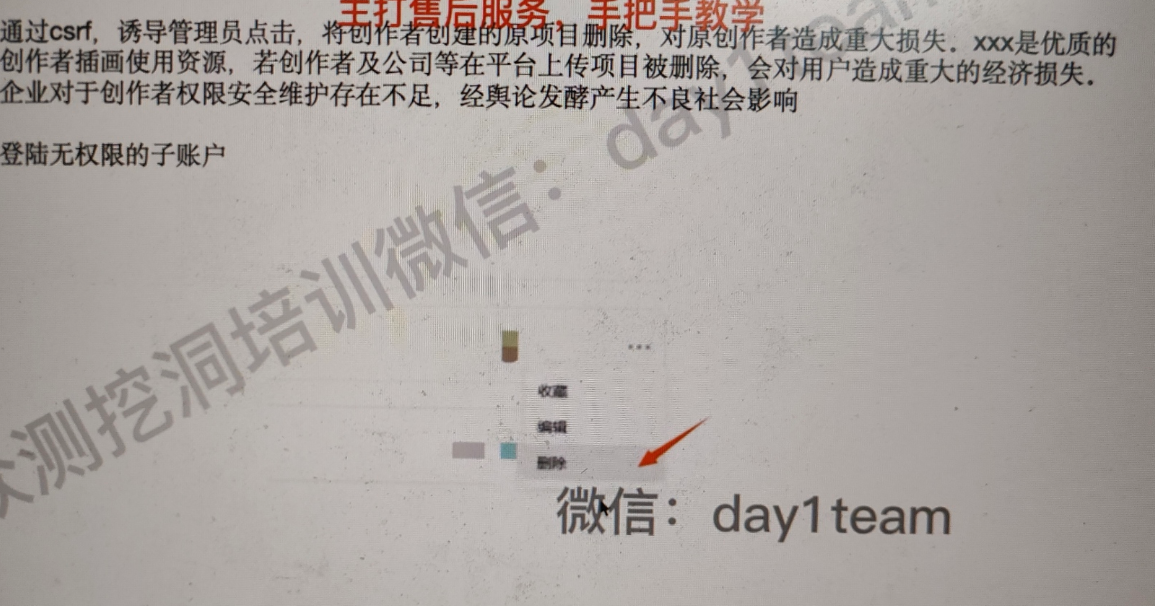 主打售后服务，手把手教学
通过csrf，诱导管理员点击，将创作者创建的原项目删除，对原创作者造成重大损失．xxx是优质的
创作者插画使用资源，若创作者及公司等在平台上传项目被删除，会对用户造成重大的经济损失．
企业对于创作者权限安全维护存在不足，经舆论发酵产生不良社会影响
登陆无权限的子账户
众测挖洞培训微信：day1team
收藏
编辑
删除
微信：day1team